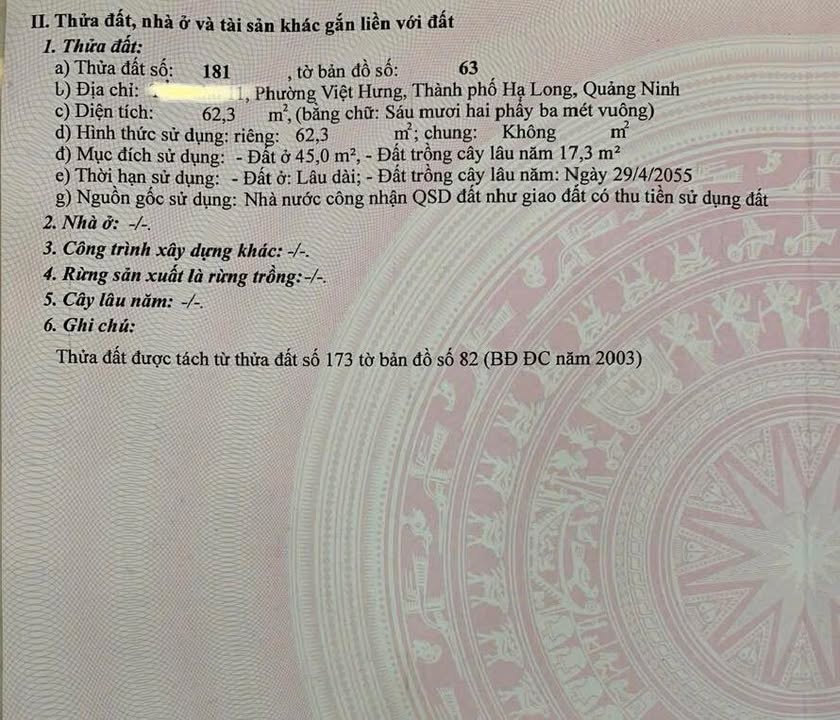 II. Thửa đất, nhà ở và tài sản khác gắn liền với đất
1. Thửa đất:
a) Thửa đất số: 181 , tờ bản đồ số: 63
b) Địa chỉ: 1, Phường Việt Hưng, Thành phố Hạ Long, Quảng Ninh
c) Diện tích: 62,3 m², (bằng chữ: Sáu mươi hai phẩy ba mét vuông)
d) Hình thức sử dụng: riêng: 62,3 m²; chung: Không m²
đ) Mục đích sử dụng: - Đất ở 45,0 m², - Đất trồng cây lâu năm 17,3 m²
e) Thời hạn sử dụng: - Đất ở: Lâu dài; - Đất trồng cây lâu năm: Ngày 29/4/2055
g) Nguồn gốc sử dụng: Nhà nước công nhận QSD đất như giao đất có thu tiền sử dụng đất
2. Nhà ở: -/-.
3. Công trình xây dựng khác: -/-.
4. Rừng sản xuất là rừng trồng:-/-.
5. Cây lâu năm: -/-.
6. Ghi chú:
Thửa đất được tách từ thửa đất số 173 tờ bản đồ số 82 (BĐ ĐC năm 2003)